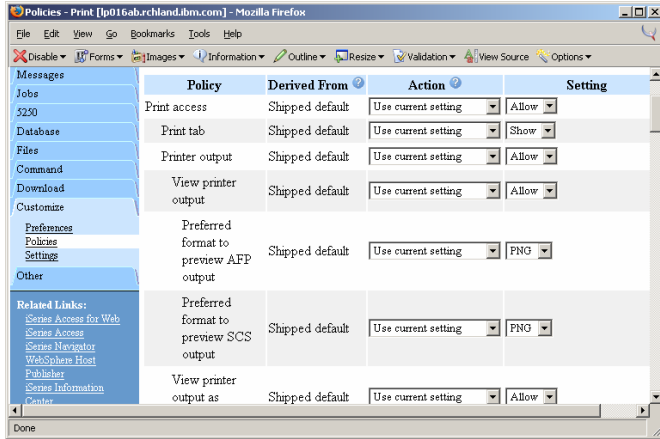 Policies - Print [lp016ab.rchland.ibm.com] - Mozilla Firefox
File Edit View Go Bookmarks Tools Help
Disable Forms Images Information Outline Resize Validation View Source Options
Messages
Jobs
5250
Database
Files
Command
Download
Customize
Preferences
Policies
Settings
Other
Related Links:
iSeries Access for Web
iSeries Access
iSeries Navigator
WebSphere Host
Publisher
iSeries Information
Center
Policy Derived From ? Action ? Setting
Print access Shipped default Use current setting Allow
Print tab Shipped default Use current setting Show
Printer output Shipped default Use current setting Allow
View printer
output Shipped default Use current setting Allow
Preferred
format to
preview AFP Shipped default Use current setting PNG
output
Preferred
format to
preview SCS Shipped default Use current setting PNG
output
View printer
output as Shipped default Use current setting Allow
Done